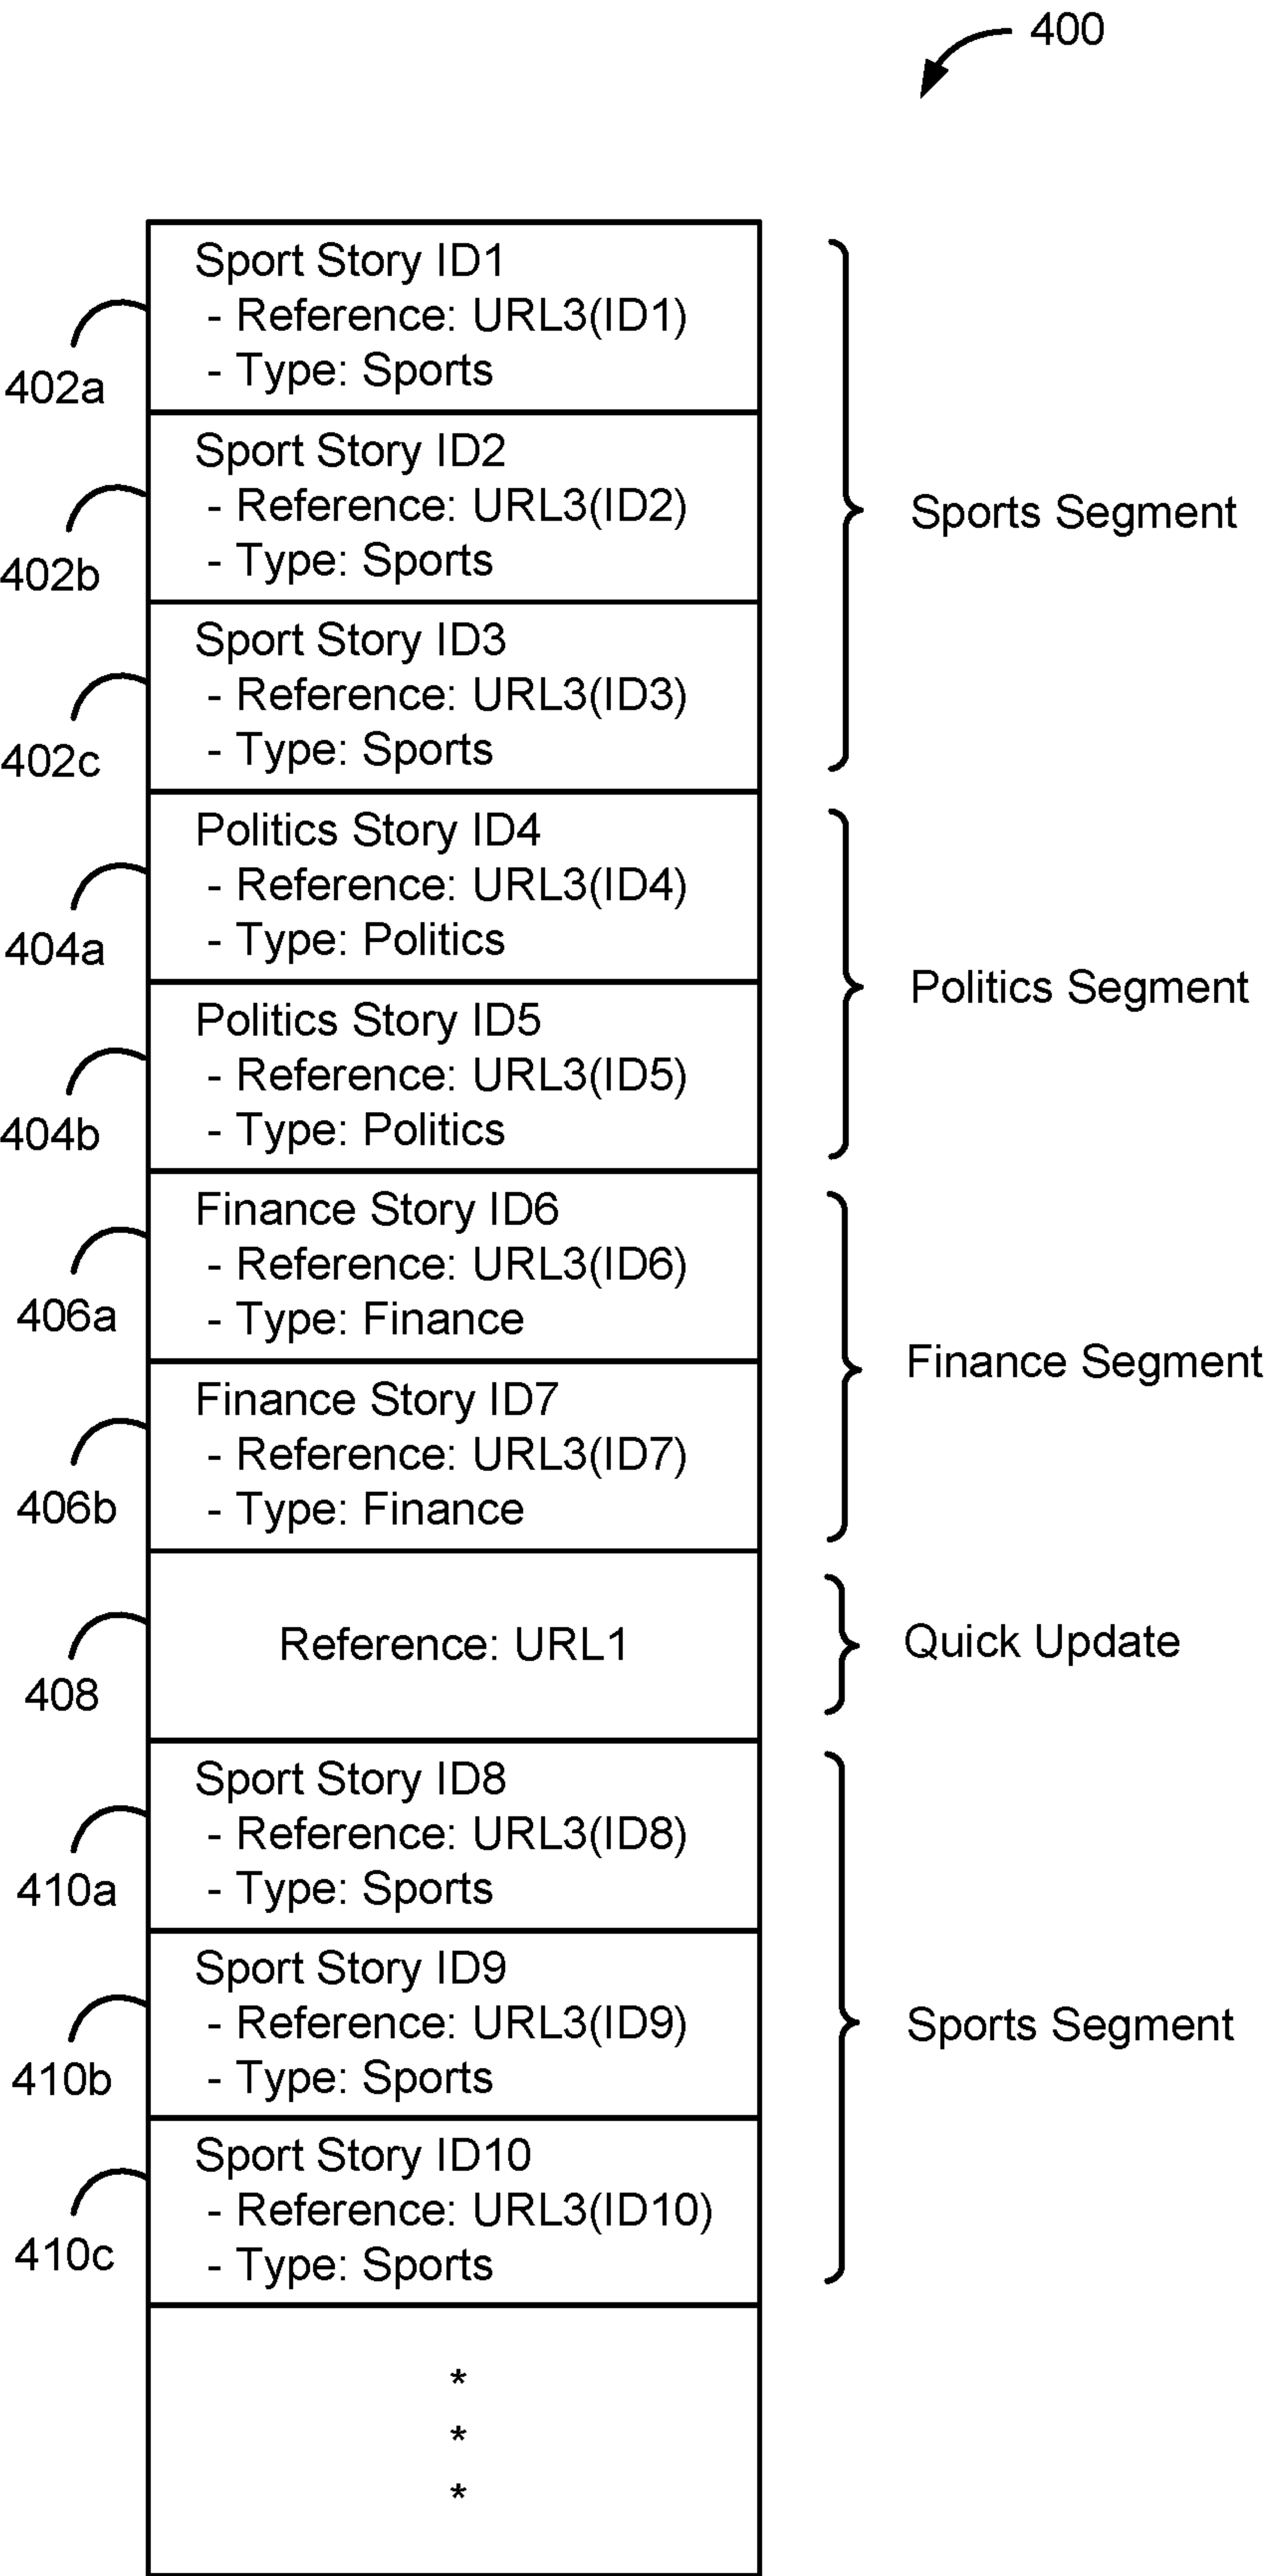 400
Sport Story ID1
- Reference: URL3(ID1)
- Type: Sports
402a
Sport Story ID2
- Reference: URL3(ID2)
- Type: Sports
402b
Sports Segment
Sport Story ID3
- Reference: URL3(ID3)
- Type: Sports
402c
Politics Story ID4
- Reference: URL3(ID4)
- Type: Politics
404a
Politics Segment
Politics Story ID5
- Reference: URL3(ID5)
- Type: Politics
404b
Finance Story ID6
- Reference: URL3(ID6)
- Type: Finance
406a
Finance Segment
Finance Story ID7
- Reference: URL3(ID7)
- Type: Finance
406b
Reference: URL1
408
Quick Update
Sport Story ID8
- Reference: URL3(ID8)
- Type: Sports
410a
Sport Story ID9
- Reference: URL3(ID9)
- Type: Sports
410b
Sports Segment
Sport Story ID10
- Reference: URL3(ID10)
- Type: Sports
410c
*
*
*